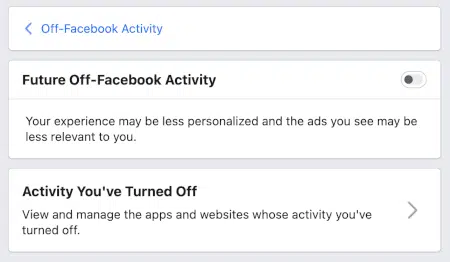 Off-Facebook Activity
Future Off-Facebook Activity
Your experience may be less personalized and the ads you see may be
less relevant to you.
Activity You've Turned Off
View and manage the apps and websites whose activity you've
turned off.